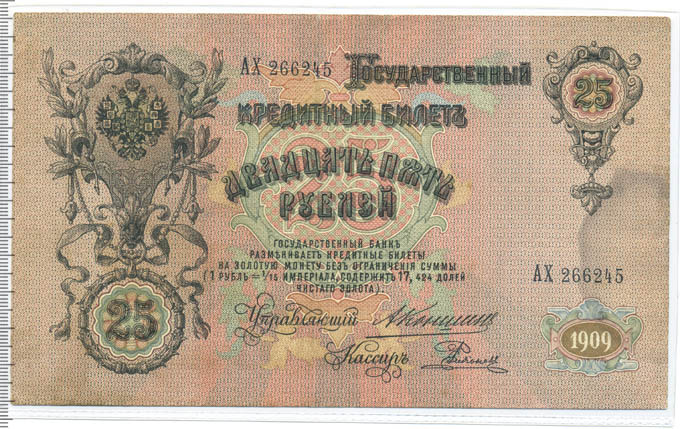 АХ 266245 Государственный
25
Кредитный Билетъ
25
Двадцать пять
рублей
Государственный Банкъ
размѣниваетъ кредитные билеты
на золотую монету безъ ограниченія суммы
(1 рубль = 1/15 имперіала, содержитъ 17,424 долей
чистаго золота).
АХ 266245
25
Управляющій
1909
Кассиръ